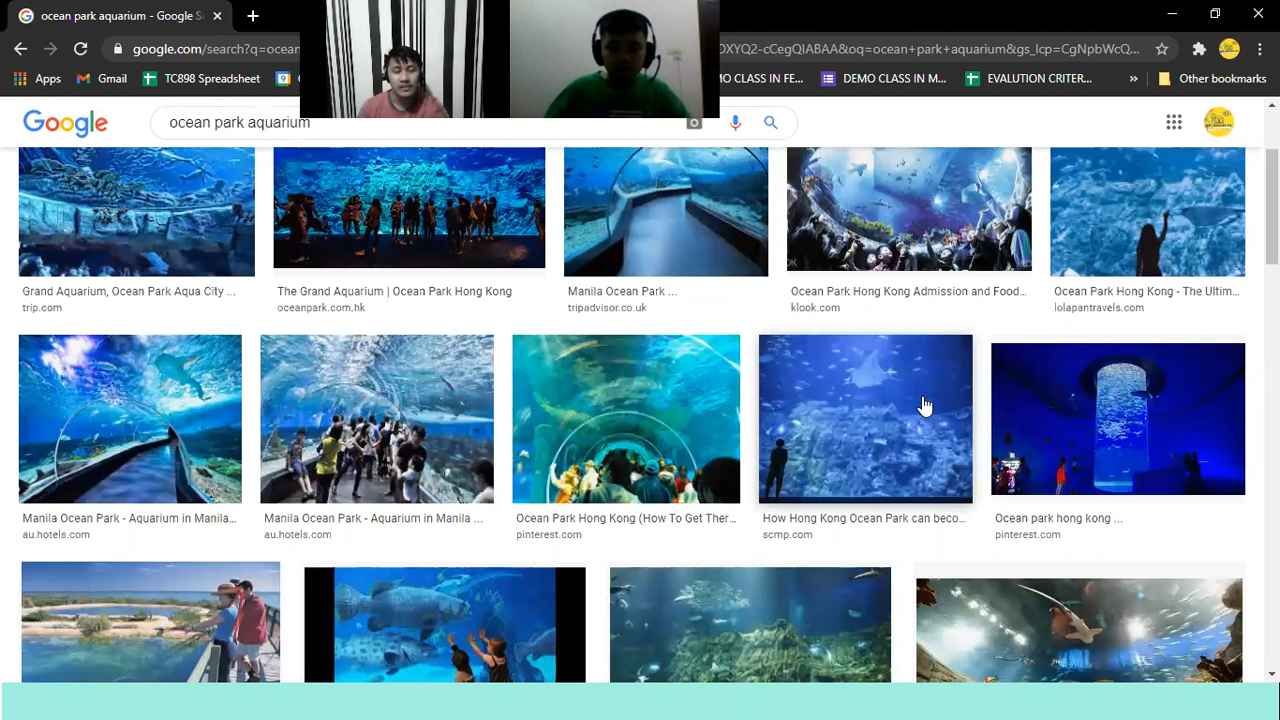 ocean park aquarium - Google S
google.com/search?q=ocean
DXYQ2-cCegQIABAA&oq=ocean+park+aquarium&gs_lcp=CgNpbWcQ...
Apps
Gmail
TC898 Spreadsheet
MO CLASS IN FE...
DEMO CLASS IN M...
EVALUTION CRITER...
»
Other bookmarks
Google
ocean park aquarium
Grand Aquarium, Ocean Park Aqua City ...
trip.com
The Grand Aquarium | Ocean Park Hong Kong
oceanpark.com.hk
Manila Ocean Park ...
tripadvisor.co.uk
Ocean Park Hong Kong Admission and Food...
klook.com
Ocean Park Hong Kong - The Ultim...
lolapantravels.com
Manila Ocean Park - Aquarium in Manila...
au.hotels.com
Manila Ocean Park - Aquarium in Manila ...
au.hotels.com
Ocean Park Hong Kong (How To Get Ther...
pinterest.com
How Hong Kong Ocean Park can beco...
scmp.com
Ocean park hong kong ...
pinterest.com